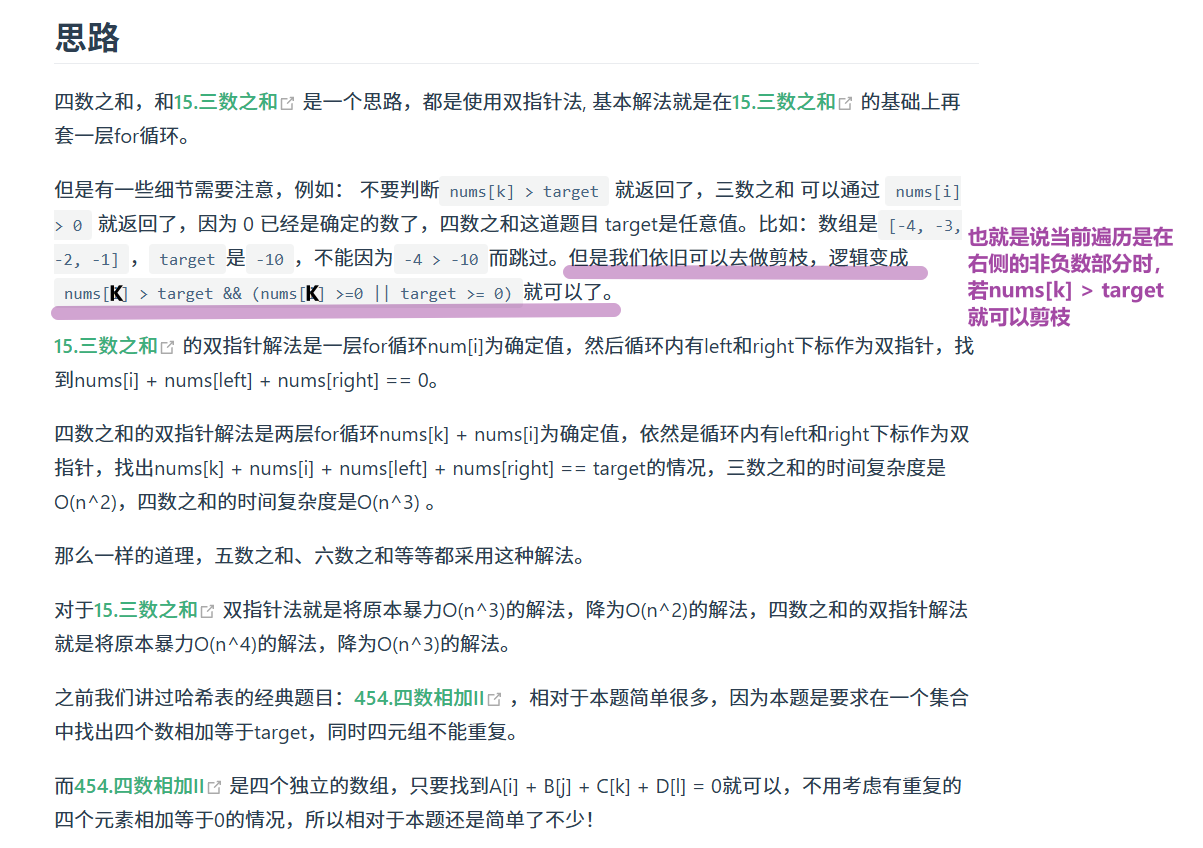 思路
四数之和，和15.三数之和 是一个思路，都是使用双指针法, 基本解法就是在15.三数之和 的基础上再
套一层for循环。
但是有一些细节需要注意，例如： 不要判断 nums[k] > target 就返回了，三数之和 可以通过 nums[i]
> 0 就返回了，因为 0 已经是确定的数了，四数之和这道题目 target是任意值。比如：数组是 [-4, -3,
-2, -1] ， target 是 -10 ，不能因为 -4 > -10 而跳过。但是我们依旧可以去做剪枝，逻辑变成
nums[K] > target && (nums[K] >=0 || target >= 0) 就可以了。
也就是说当前遍历是在
右侧的非负数部分时，
若nums[k] > target
就可以剪枝
15.三数之和 的双指针解法是一层for循环num[i]为确定值，然后循环内有left和right下标作为双指针，找
到nums[i] + nums[left] + nums[right] == 0。
四数之和的双指针解法是两层for循环nums[k] + nums[i]为确定值，依然是循环内有left和right下标作为双
指针，找出nums[k] + nums[i] + nums[left] + nums[right] == target的情况，三数之和的时间复杂度是
O(n^2)，四数之和的时间复杂度是O(n^3) 。
那么一样的道理，五数之和、六数之和等等都采用这种解法。
对于15.三数之和 双指针法就是将原本暴力O(n^3)的解法，降为O(n^2)的解法，四数之和的双指针解法
就是将原本暴力O(n^4)的解法，降为O(n^3)的解法。
之前我们讲过哈希表的经典题目：454.四数相加II ，相对于本题简单很多，因为本题是要求在一个集合
中找出四个数相加等于target，同时四元组不能重复。
而454.四数相加II 是四个独立的数组，只要找到A[i] + B[j] + C[k] + D[l] = 0就可以，不用考虑有重复的
四个元素相加等于0的情况，所以相对于本题还是简单了不少！